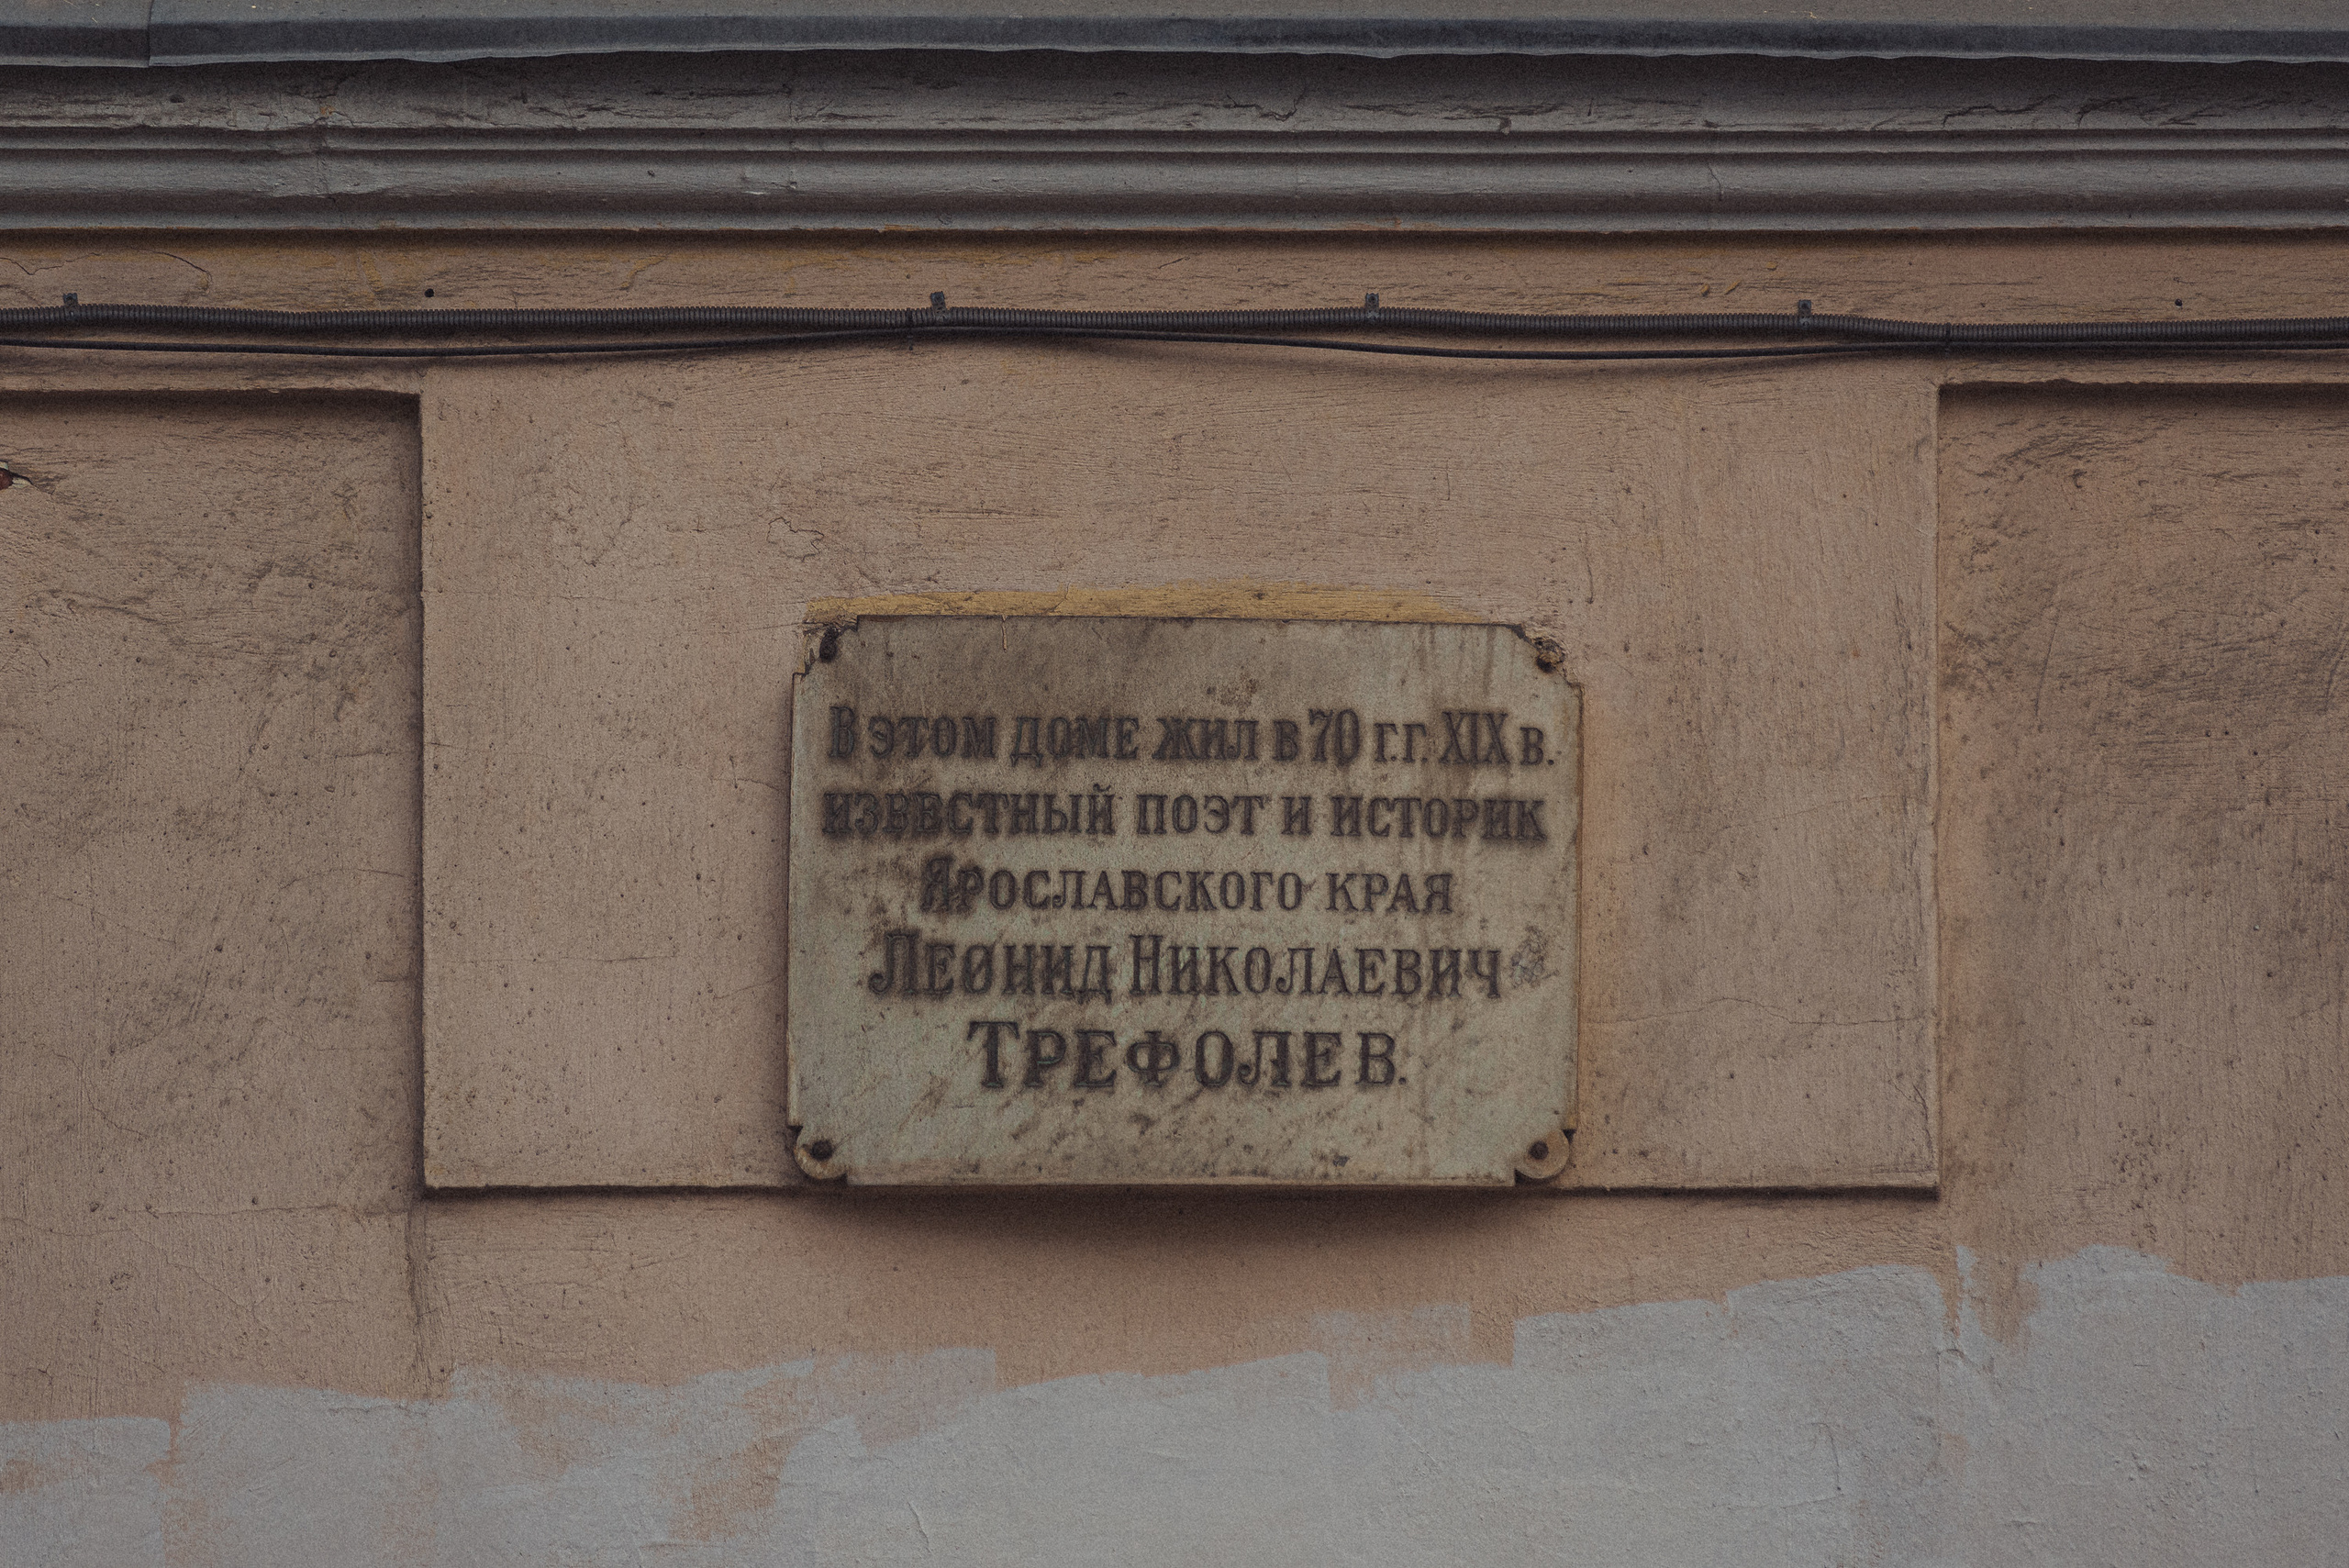 В этом доме жил в 70 г.г. XIX в.
известный поэт и историк
Ярославского края
Леонид Николаевич
Трефолев.